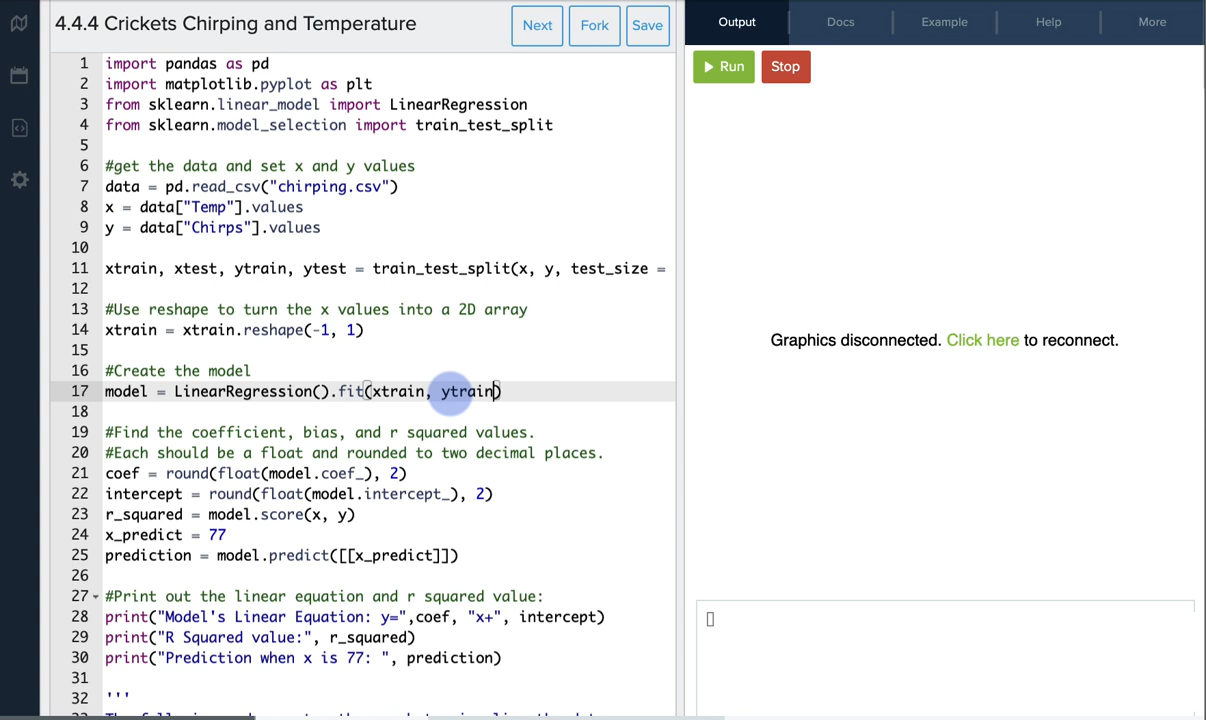 4.4.4 Crickets Chirping and Temperature
Next
Fork
Save
Output
Docs
Example
Help
More
Run
Stop
1 import pandas as pd
2 import matplotlib.pyplot as plt
3 from sklearn.linear_model import LinearRegression
4 from sklearn.model_selection import train_test_split
5
6 #get the data and set x and y values
7 data = pd.read_csv("chirping.csv")
8 x = data["Temp"].values
9 y = data["Chirps"].values
10
11 xtrain, xtest, ytrain, ytest = train_test_split(x, y, test_size =
12
13 #Use reshape to turn the x values into a 2D array
14 xtrain = xtrain.reshape(-1, 1)
15
16 #Create the model
17 model = LinearRegression().fit(xtrain, ytrain)
18
19 #Find the coefficient, bias, and r squared values.
20 #Each should be a float and rounded to two decimal places.
21 coef = round(float(model.coef_), 2)
22 intercept = round(float(model.intercept_), 2)
23 r_squared = model.score(x, y)
24 x_predict = 77
25 prediction = model.predict([[x_predict]])
26
27 #Print out the linear equation and r squared value:
28 print("Model's Linear Equation: y=",coef, "x+", intercept)
29 print("R Squared value:", r_squared)
30 print("Prediction when x is 77: ", prediction)
31
32 '''
Graphics disconnected. Click here to reconnect.